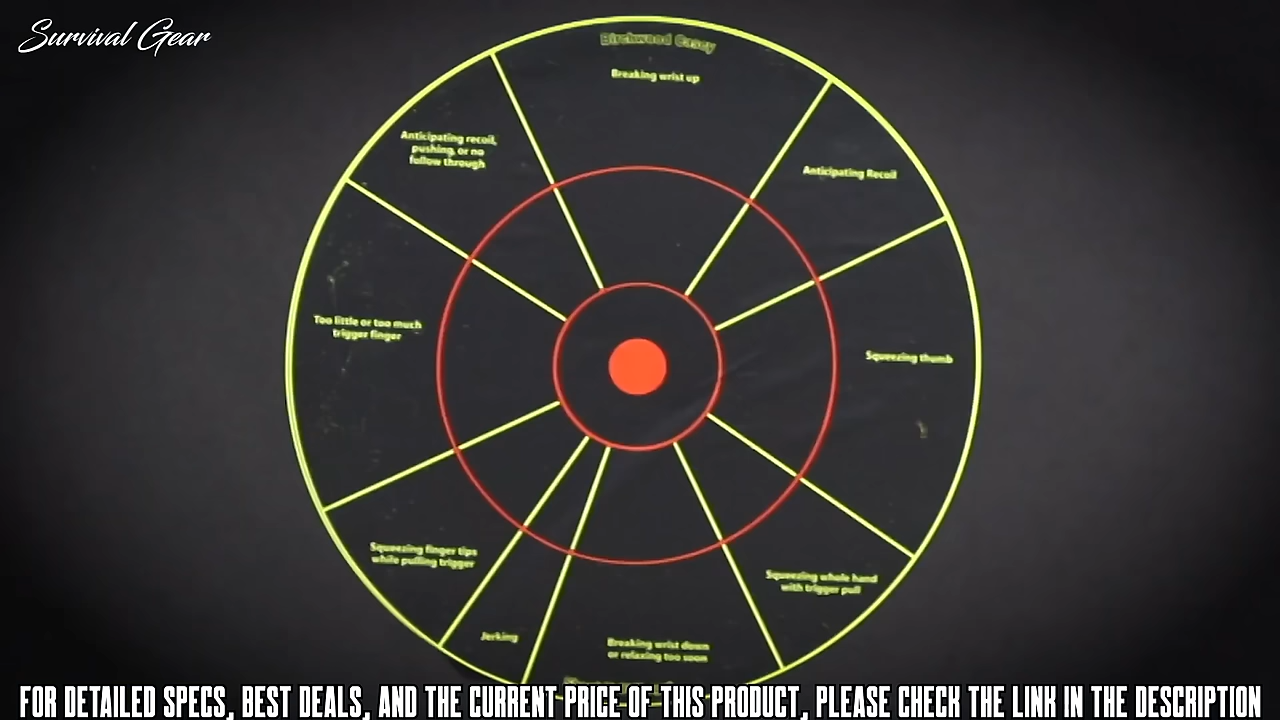 Survival Gear
Birchwood Casey
Breaking wrist up
Anticipating recoil,
pushing, or no
follow through
Anticipating Recoil
Too little or too much
trigger finger
Squeezing thumb
Squeezing finger tips
while pulling trigger
Squeezing whole hand
with trigger pull
Jerking
Breaking wrist down
or relaxing too soon
FOR DETAILED SPECS, BEST DEALS, AND THE CURRENT PRICE OF THIS PRODUCT, PLEASE CHECK THE LINK IN THE DESCRIPTION